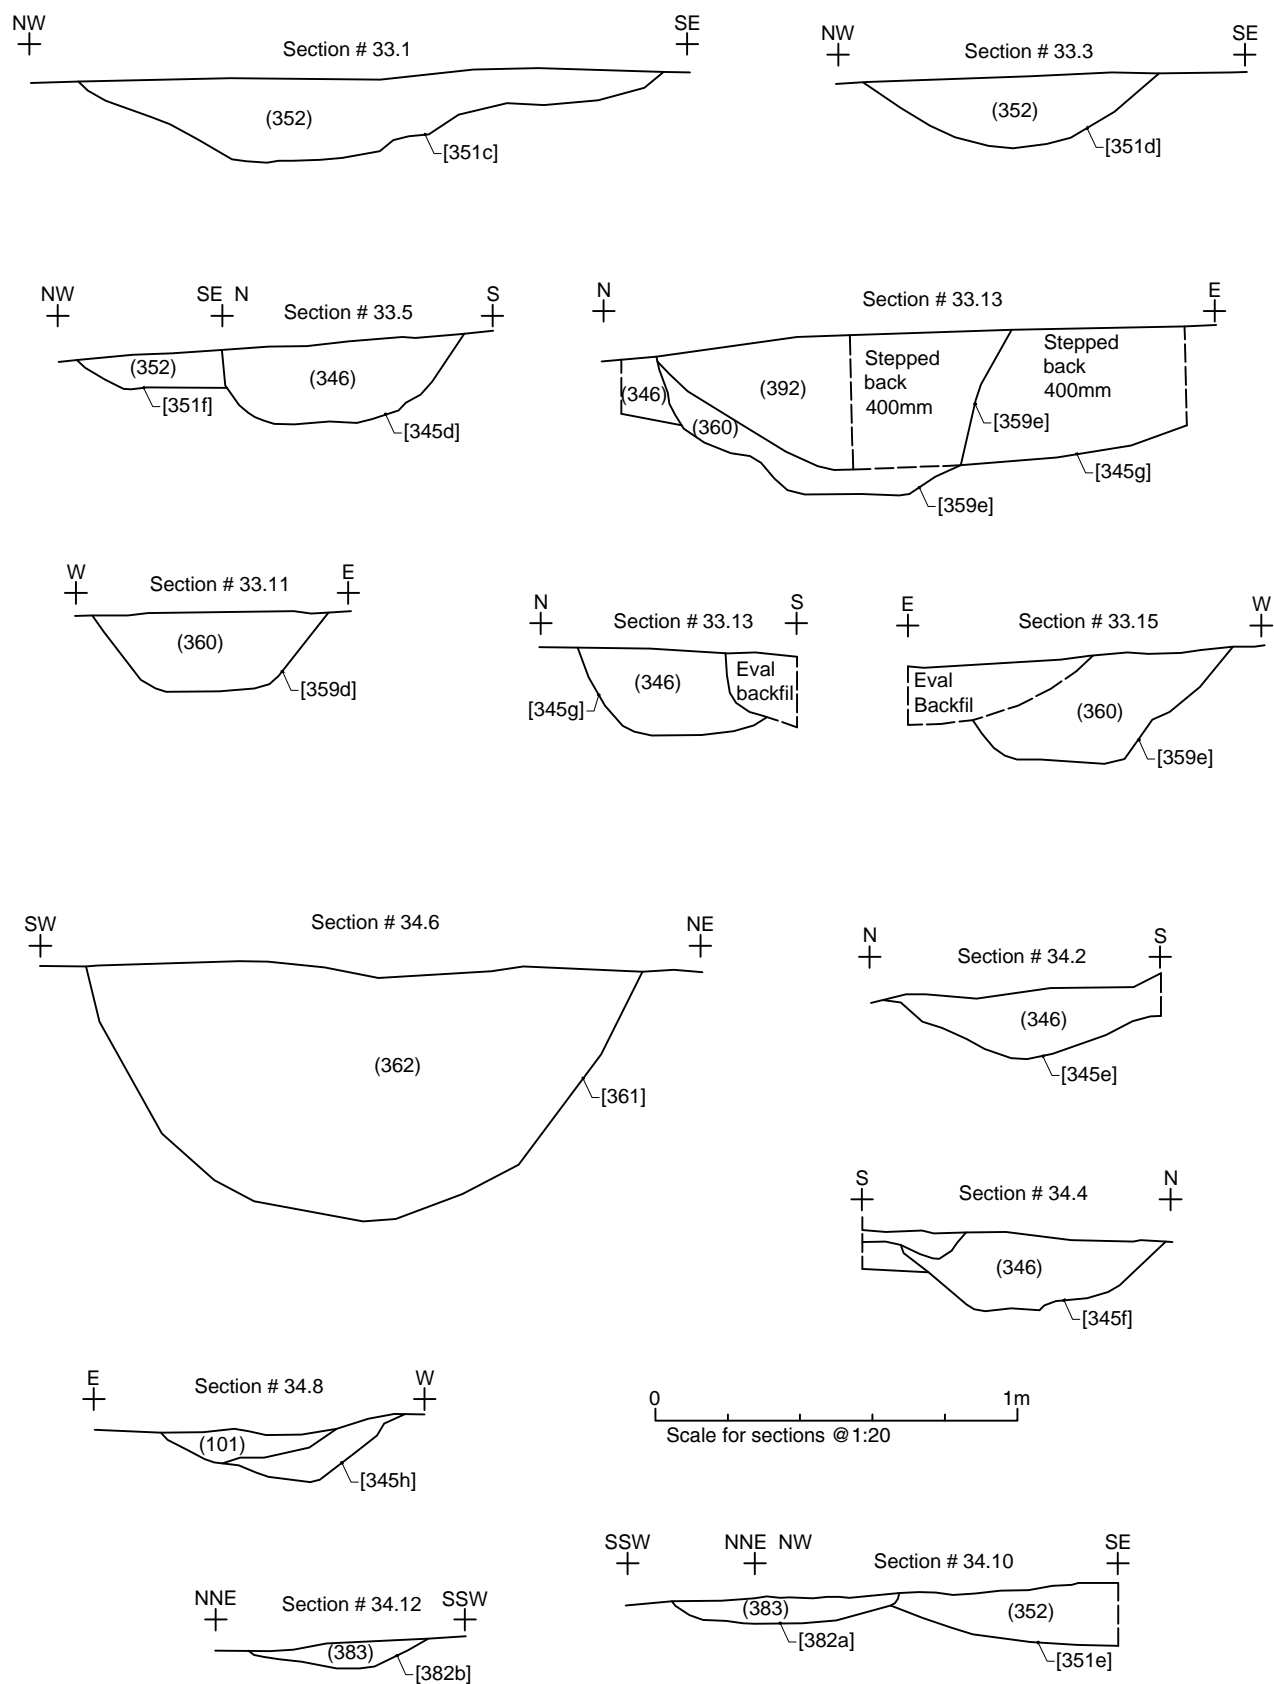 NW
SE
Section # 33.1
(352)
[351c]
NW
SE
Section # 33.3
(352)
[351d]
NW
SE N
S
Section # 33.5
(352)
(346)
[351f]
[345d]
N
E
Section # 33.13
Stepped
back
400mm
Stepped
back
400mm
(346)
(392)
(360)
[359e]
[345g]
[359e]
W
E
Section # 33.11
(360)
[359d]
N
S
Section # 33.13
(346)
Eval
backfil
[345g]
E
W
Section # 33.15
Eval
Backfil
(360)
[359e]
SW
NE
Section # 34.6
(362)
[361]
N
S
Section # 34.2
(346)
[345e]
S
N
Section # 34.4
(346)
[345f]
E
W
Section # 34.8
(101)
[345h]
0
1m
Scale for sections @1:20
NNE
SSW
Section # 34.12
(383)
[382b]
SSW
NNE NW
SE
Section # 34.10
(383)
(352)
[382a]
[351e]